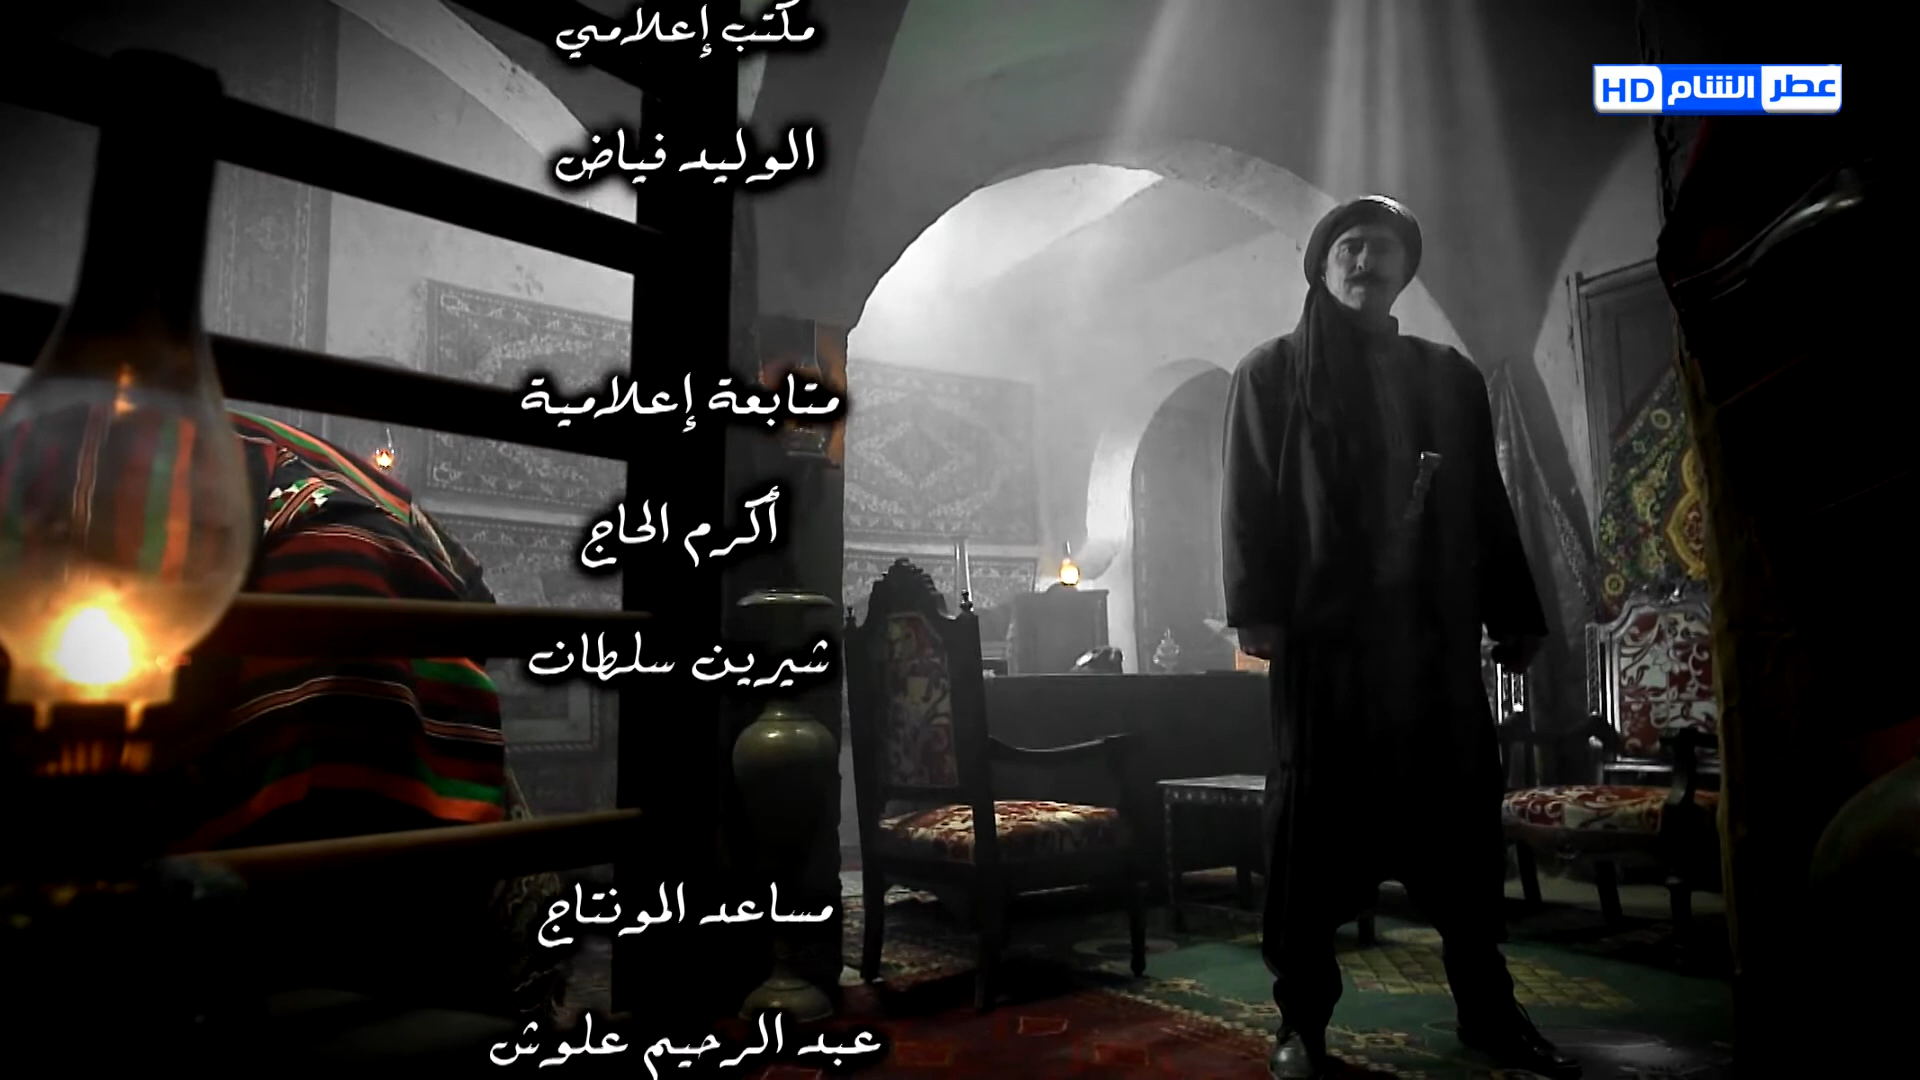 مكتب إعلامي
عطر الشام HD
الوليد فياض
متابعة إعلامية
أكرم الحاج
شيرين سلطان
مساعد المونتاج
عبد الرحيم علوش